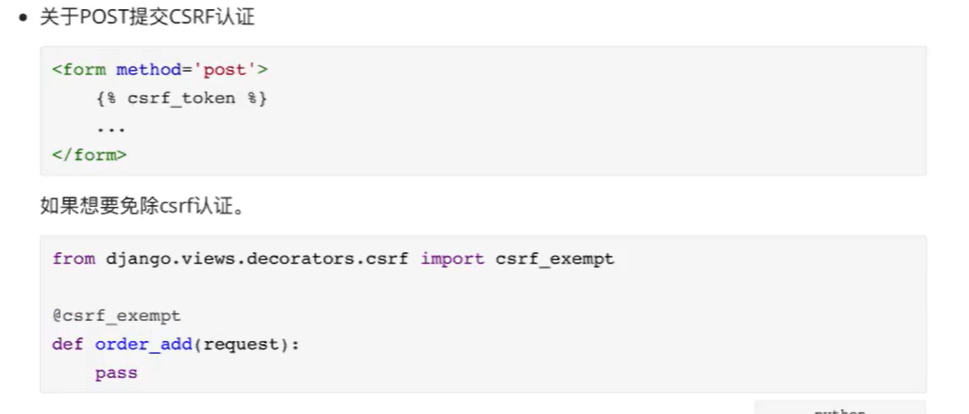 关于POST提交CSRF认证
<form method='post'>
    {% csrf_token %}
    ...
</form>
如果想要免除csrf认证。
from django.views.decorators.csrf import csrf_exempt
@csrf_exempt
def order_add(request):
    pass
python